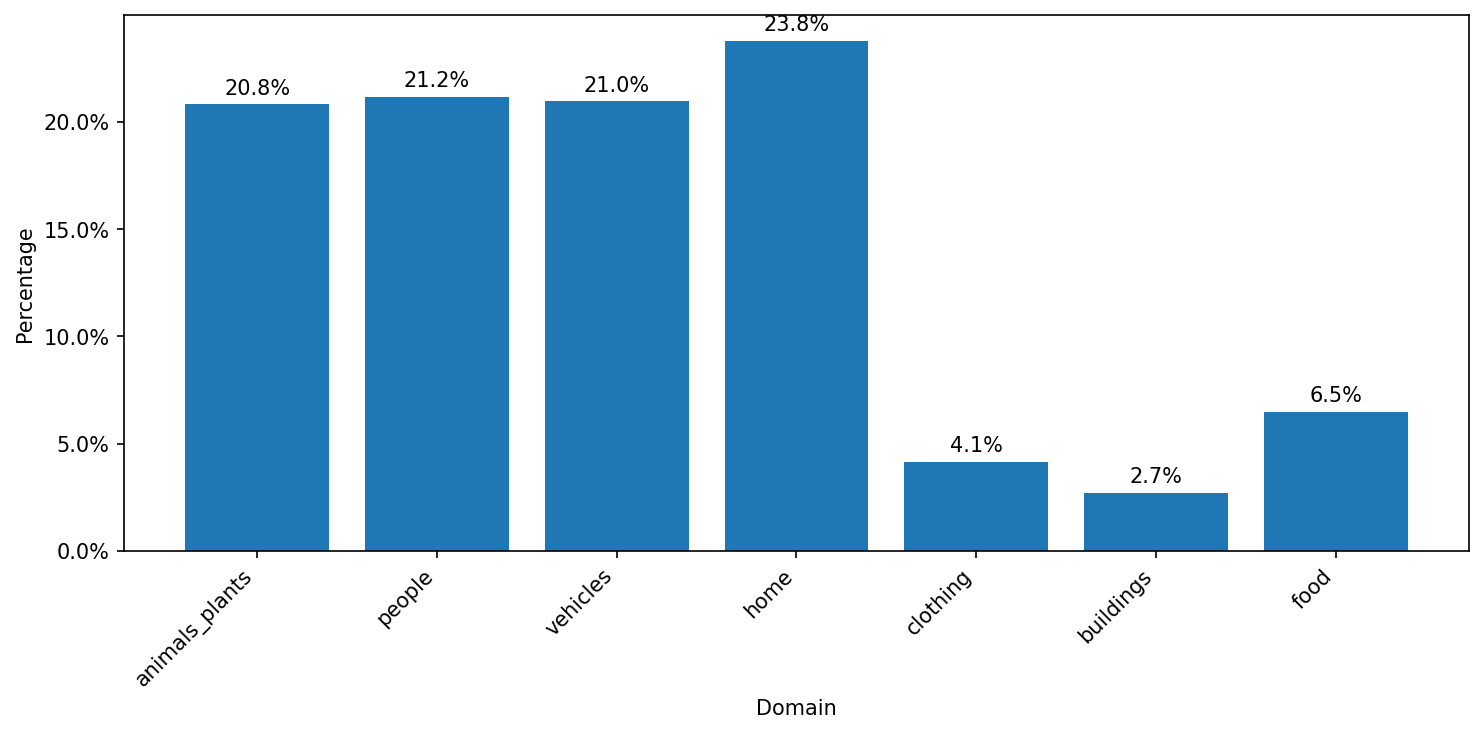 23.8%
20.8%
21.2%
21.0%
6.5%
4.1%
2.7%
20.0%
15.0%
10.0%
5.0%
0.0%
Percentage
animals_plants
people
vehicles
home
clothing
buildings
food
Domain